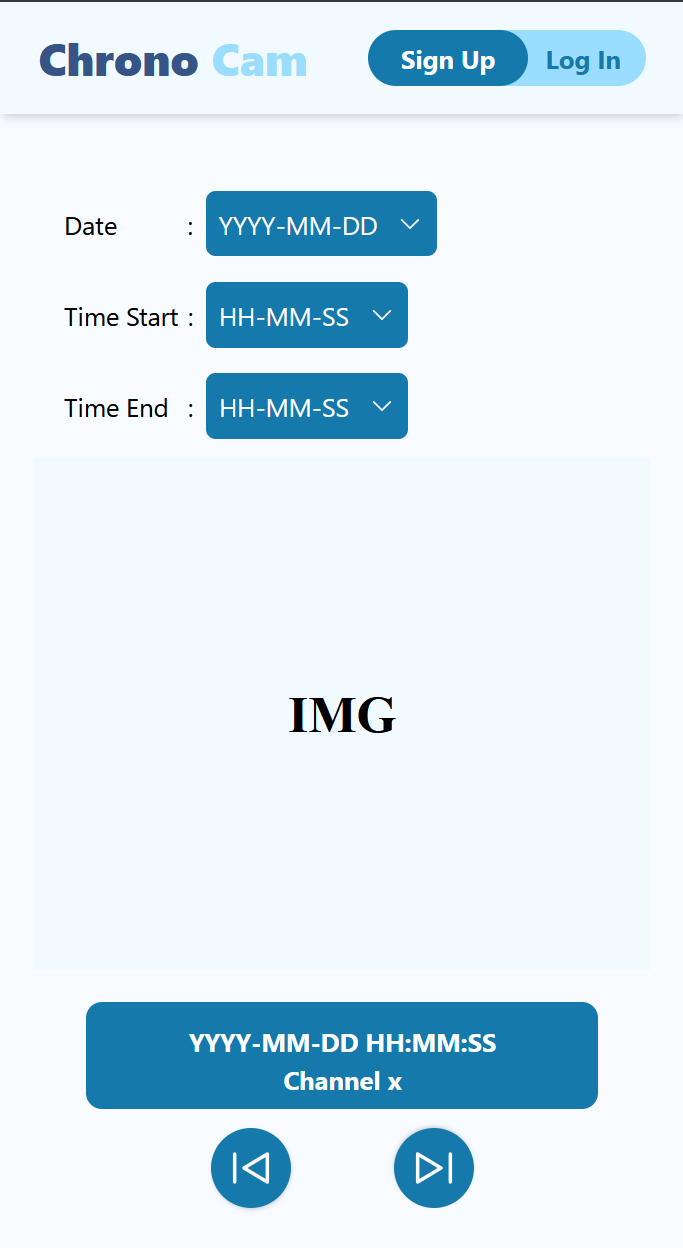 Chrono Cam Sign Up Log In
Date : YYYY-MM-DD
Time Start : HH-MM-SS
Time End : HH-MM-SS
IMG
YYYY-MM-DD HH:MM:SS
Channel x